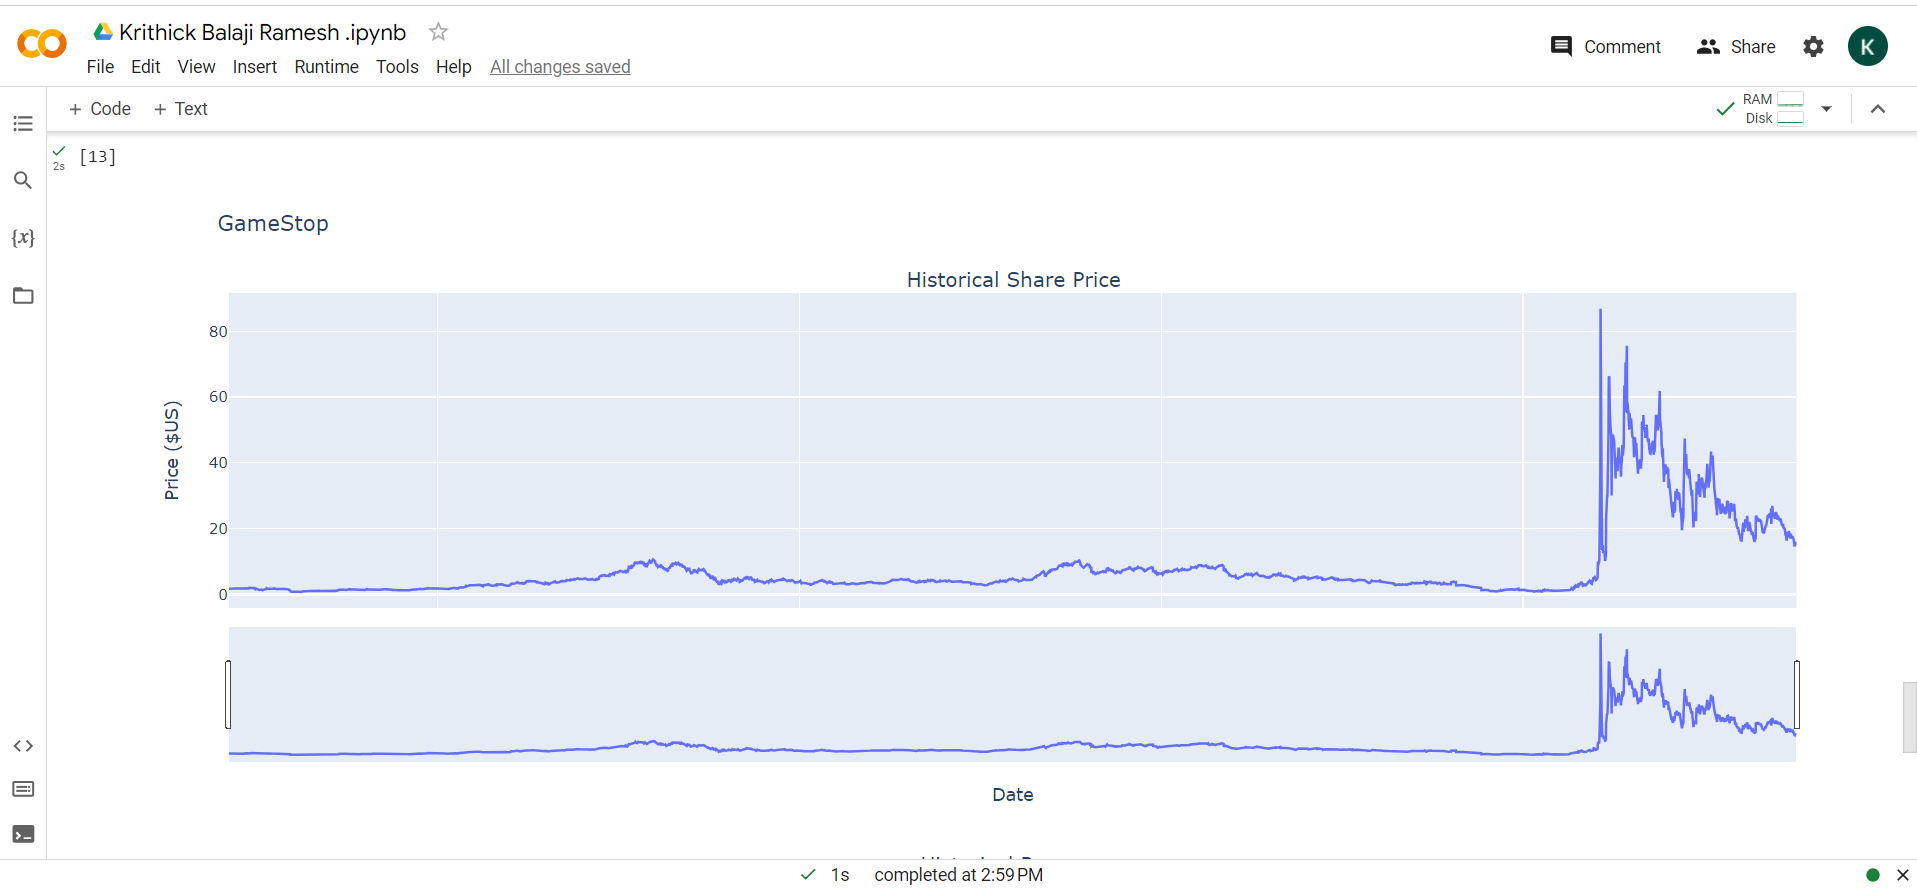 Krithick Balaji Ramesh .ipynb
File Edit View Insert Runtime Tools Help All changes saved
Comment Share K
+ Code + Text
RAM
Disk
[13]
2s
{x}
GameStop
Historical Share Price
80
60
40
20
0
Price ($US)
Date
1s completed at 2:59 PM